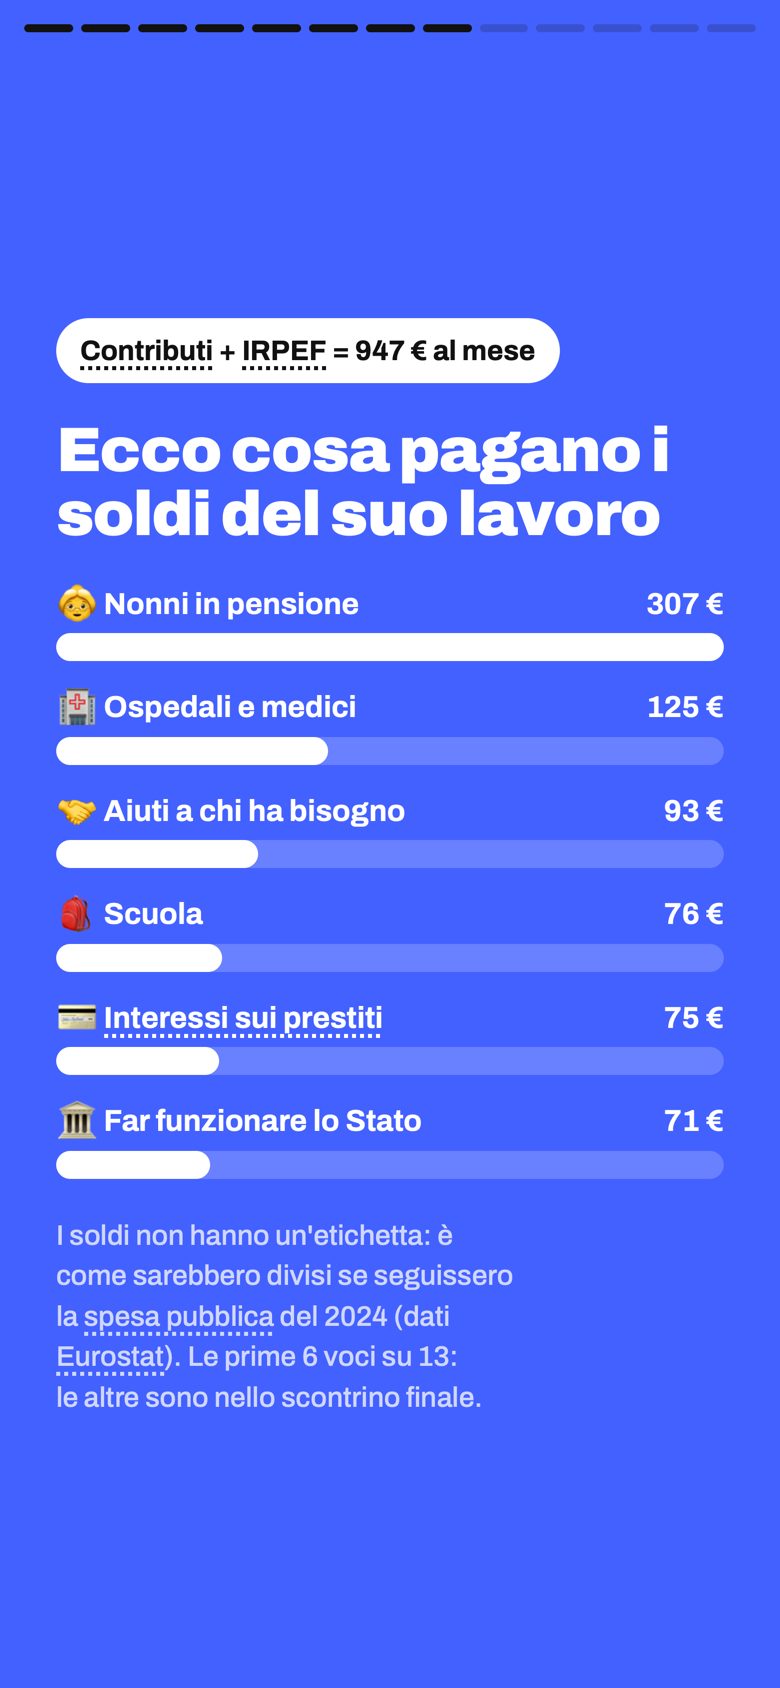 Contributi + IRPEF = 947 € al mese
Ecco cosa pagano i
soldi del suo lavoro
Nonni in pensione 307 €
Ospedali e medici 125 €
Aiuti a chi ha bisogno 93 €
Scuola 76 €
Interessi sui prestiti 75 €
Far funzionare lo Stato 71 €
I soldi non hanno un'etichetta: è
come sarebbero divisi se seguissero
la spesa pubblica del 2024 (dati
Eurostat). Le prime 6 voci su 13:
le altre sono nello scontrino finale.